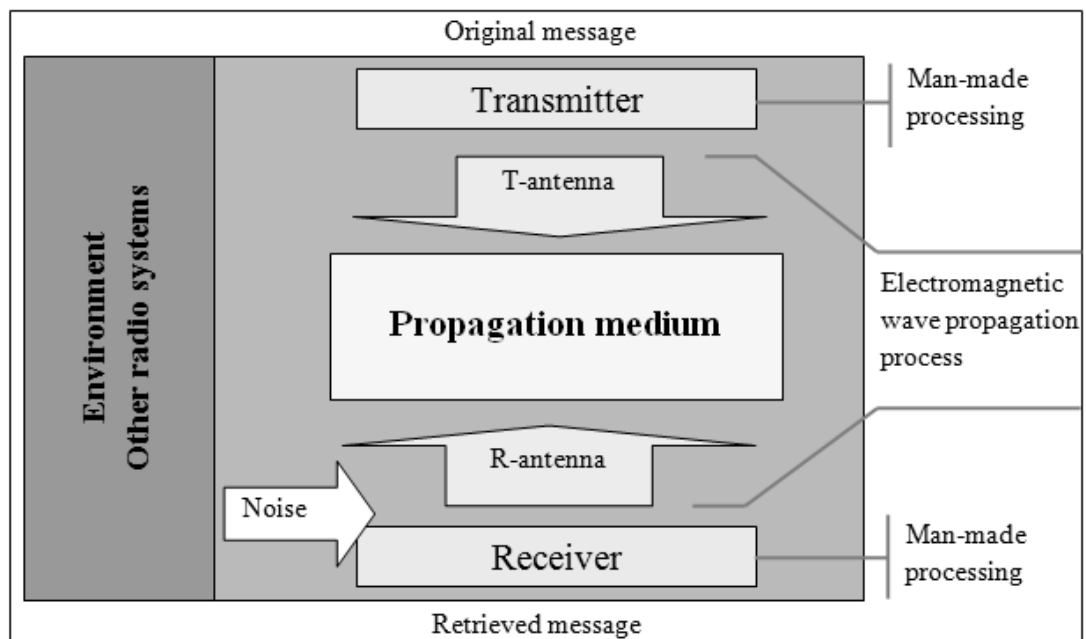 Original message
Transmitter
Man-made
processing
T-antenna
Environment
Other radio systems
Propagation medium
Electromagnetic
wave propagation
process
R-antenna
Noise
Receiver
Man-made
processing
Retrieved message